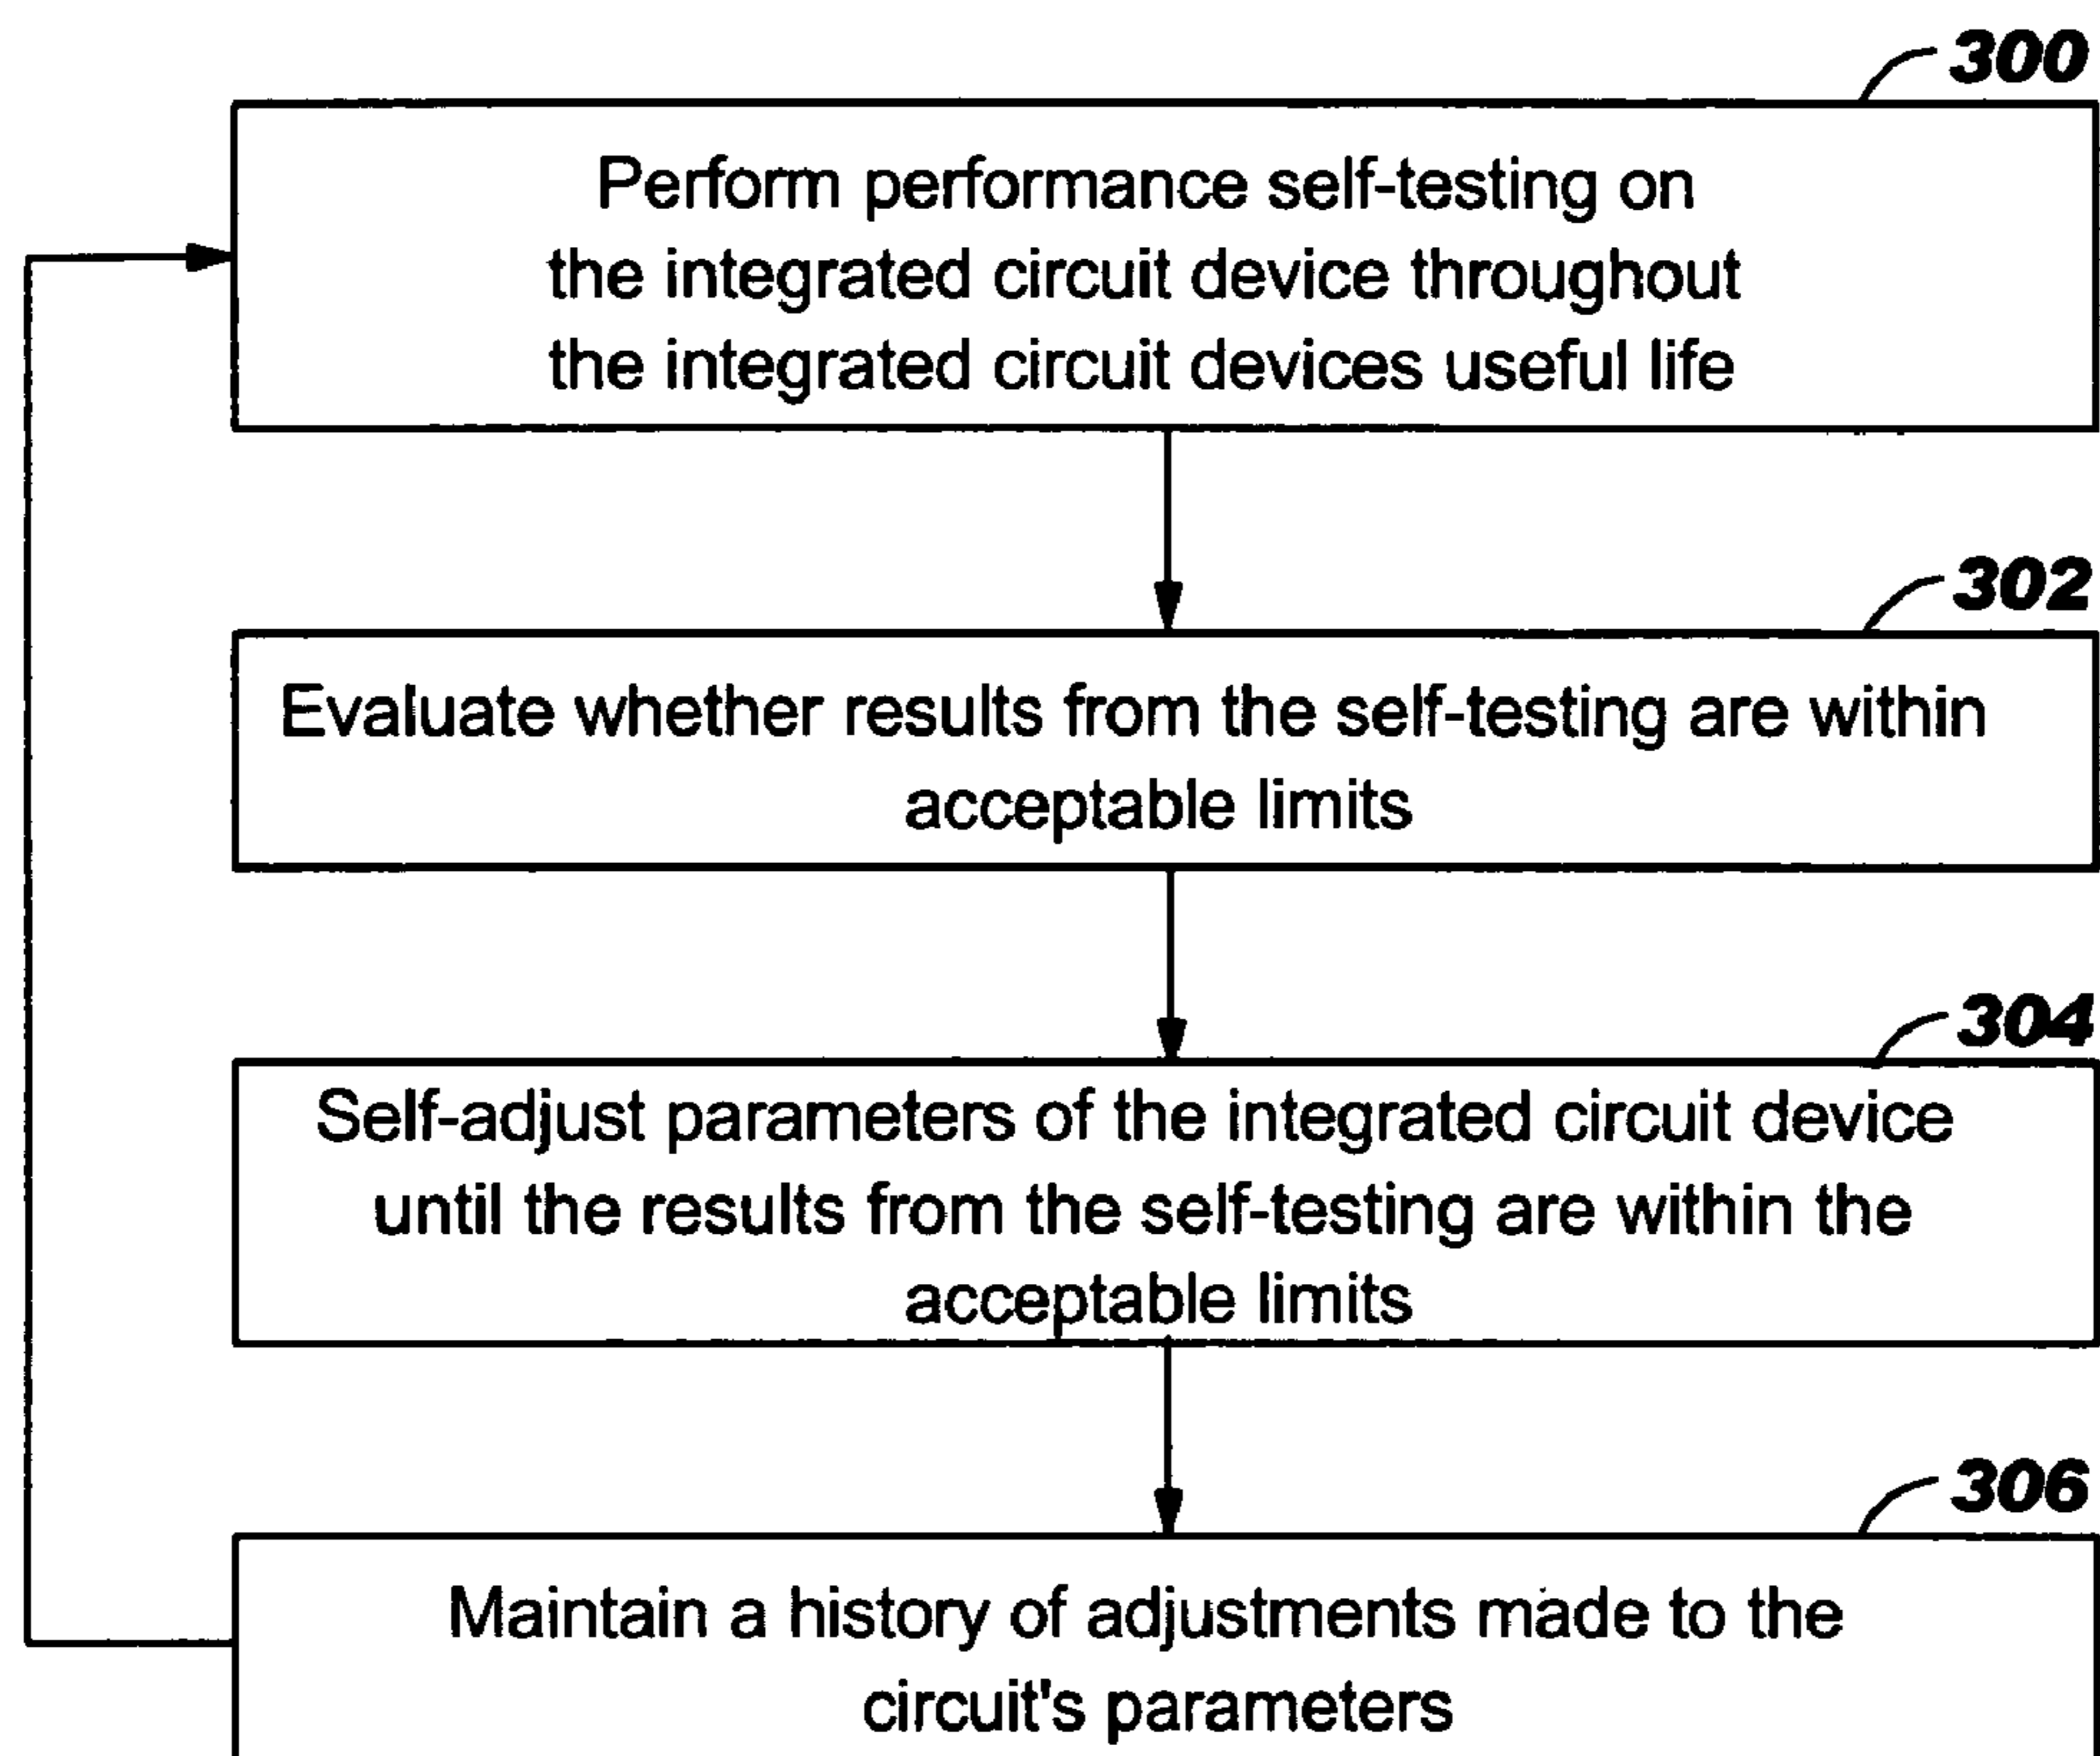 300
Perform performance self-testing on
the integrated circuit device throughout
the integrated circuit devices useful life
302
Evaluate whether results from the self-testing are within
acceptable limits
304
Self-adjust parameters of the integrated circuit device
until the results from the self-testing are within the
acceptable limits
306
Maintain a history of adjustments made to the
circuit's parameters